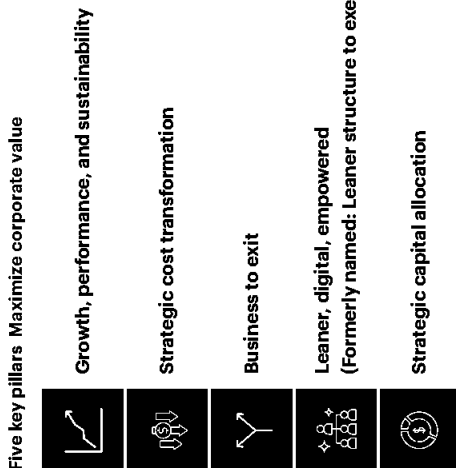 Five key pillars Maximize corporate value
Growth, performance, and sustainability
Strategic cost transformation
Business to exit
Leaner, digital, empowered
(Formerly named: Leaner structure to
Strategic capital allocation